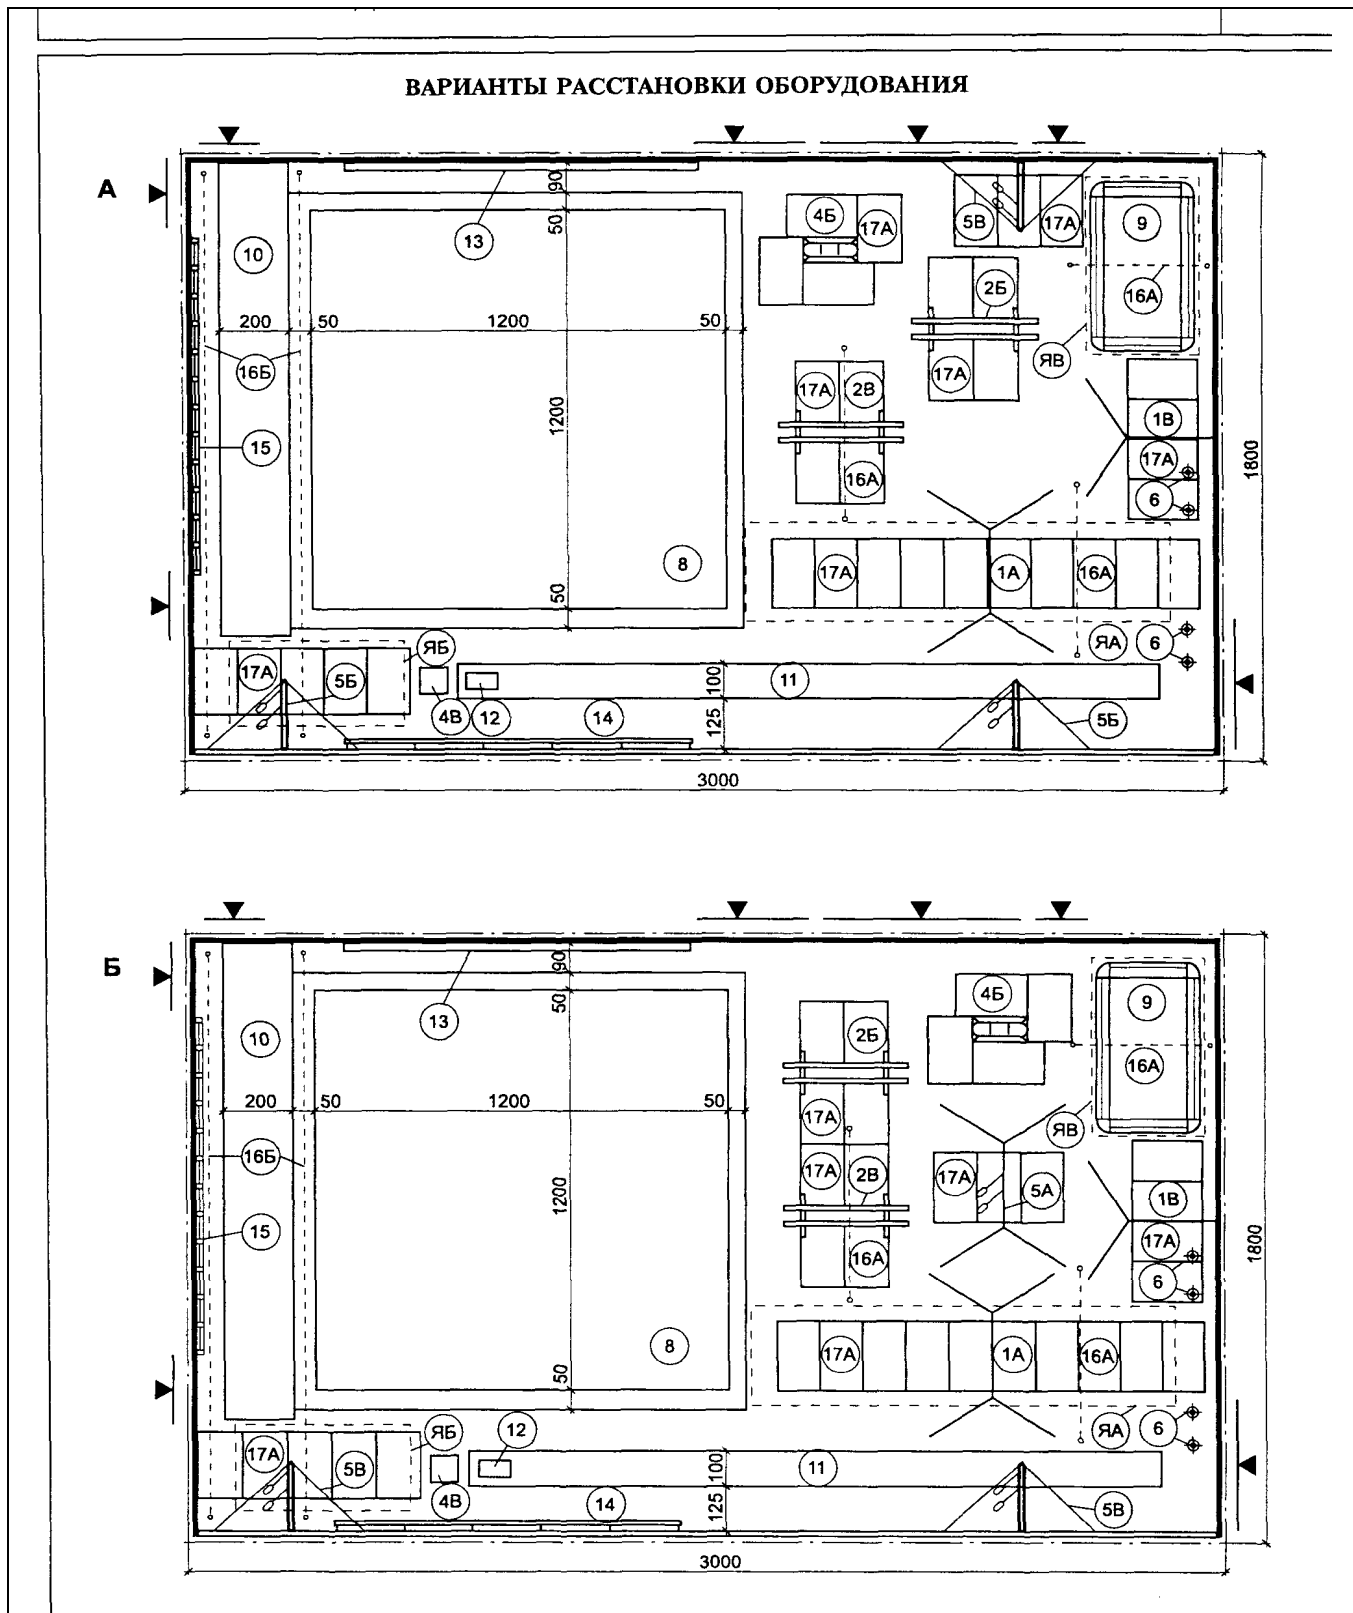 ВАРИАНТЫ РАССТАНОВКИ ОБОРУДОВАНИЯ
А
90
4Б
17А
5В
17А
9
50
13
10
2Б
16А
200
50
1200
50
ЯВ
16Б
17А
2В
17А
1В
1200
15
17А
1800
16А
6
8
17А
1А
16А
50
ЯБ
ЯА
6
17А
5Б
100
11
4В
12
14
125
5Б
3000
Б
90
4Б
9
50
13
10
2Б
16А
200
50
1200
50
17А
ЯВ
16Б
17А
2В
17А
5А
1В
1200
15
17А
1800
16А
6
8
17А
1А
16А
50
ЯБ
12
ЯА
6
17А
5В
100
11
4В
14
125
5В
3000